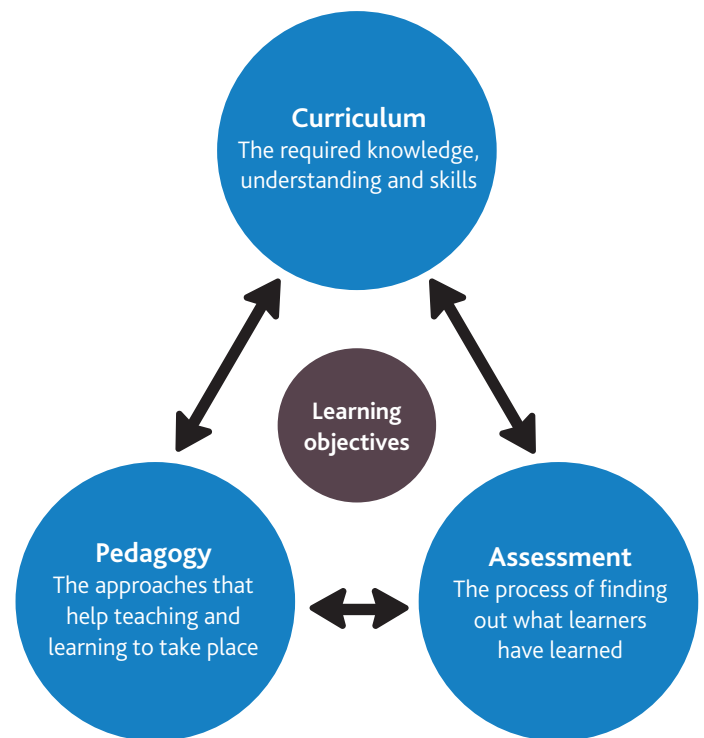 Curriculum
The required knowledge,
understanding and skills
Learning
objectives
Pedagogy
The approaches that
help teaching and
learning to take place
Assessment
The process of finding
out what learners
have learned